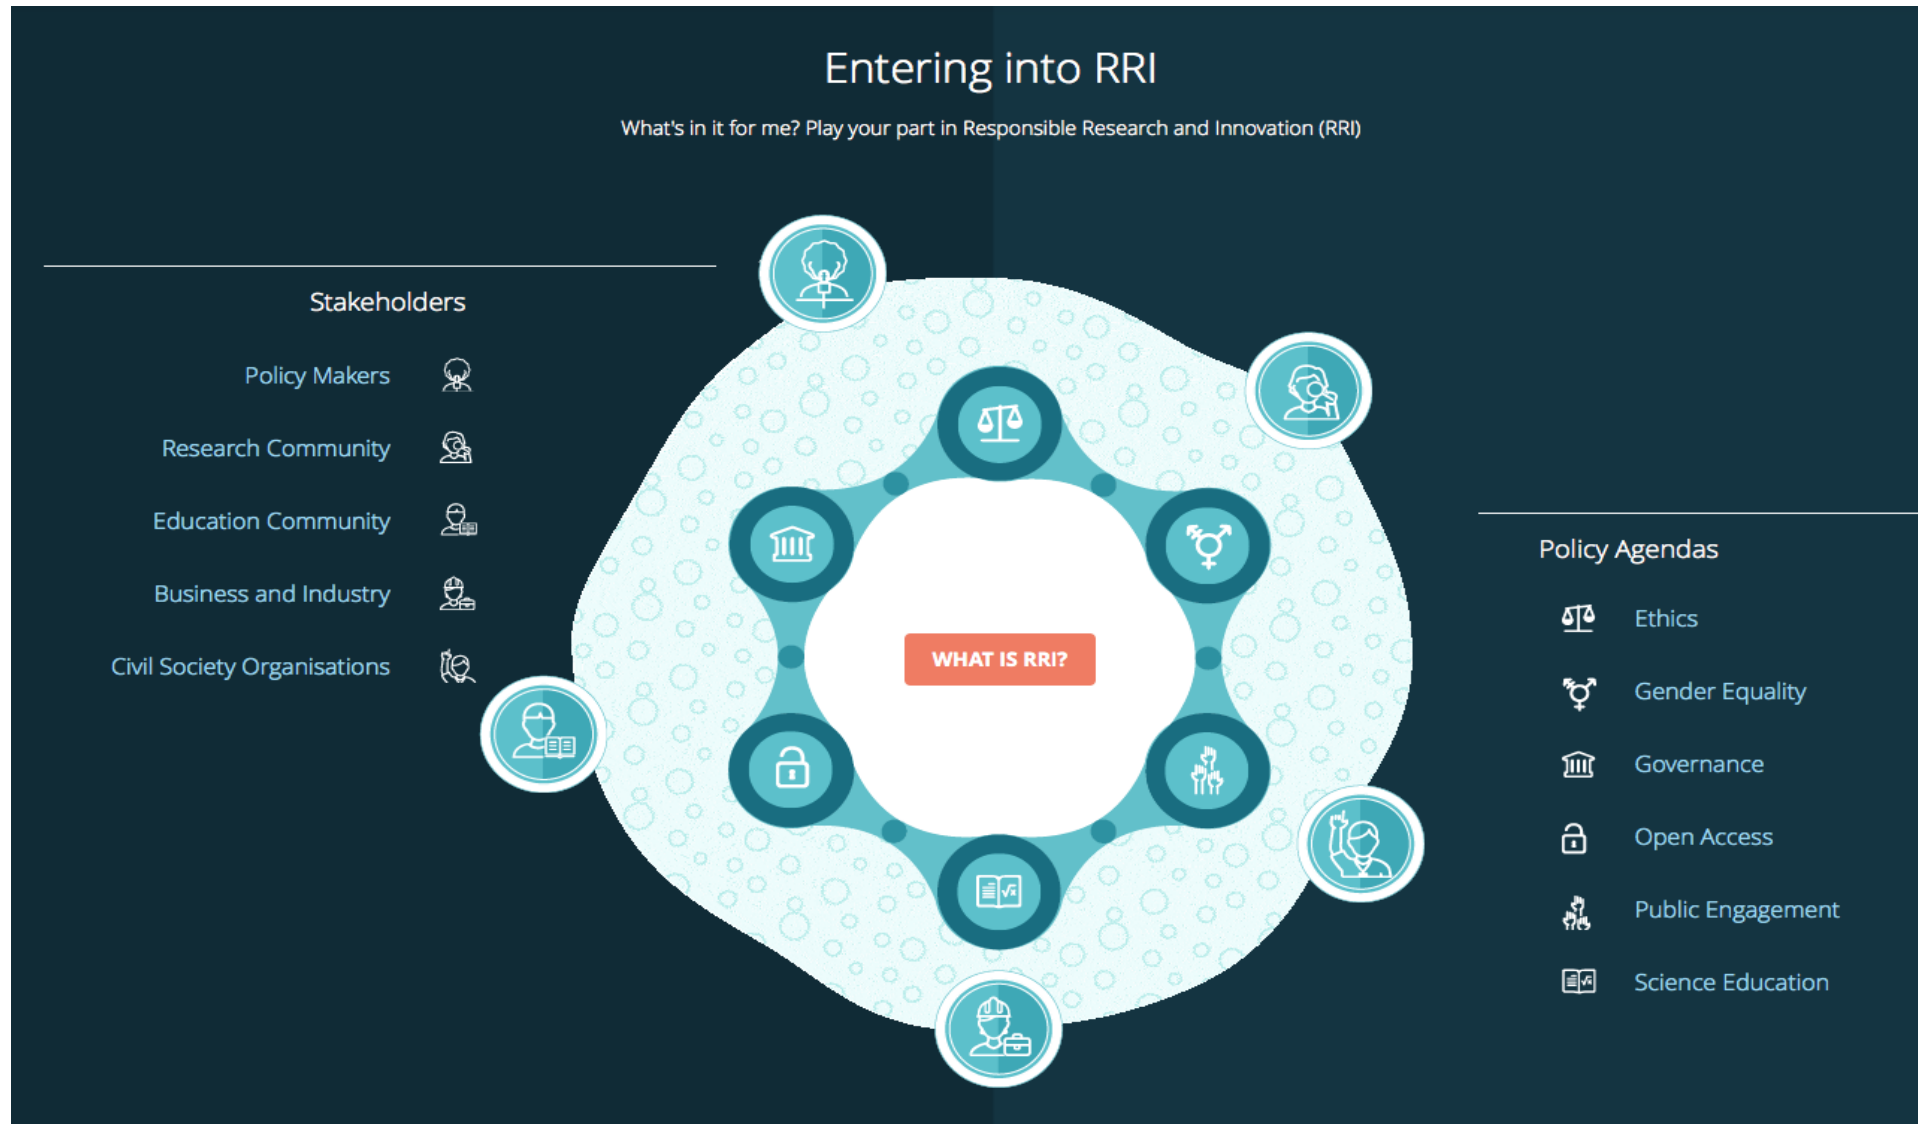 Entering into RRI
What's in it for me? Play your part in Responsible Research and Innovation (RRI)
Stakeholders
Policy Makers
Research Community
Education Community
Business and Industry
Civil Society Organisations
WHAT IS RRI?
Policy Agendas
Ethics
Gender Equality
Governance
Open Access
Public Engagement
Science Education